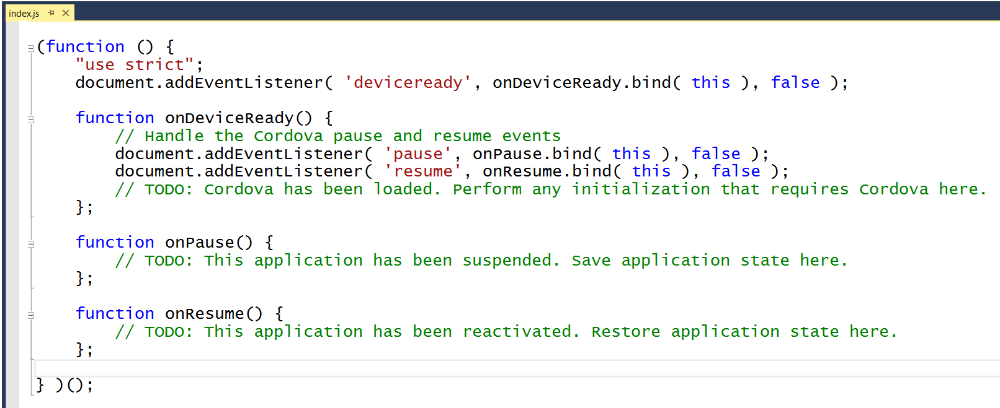 index.js
(function () {
    "use strict";
    document.addEventListener( 'deviceready', onDeviceReady.bind( this ), false );
    function onDeviceReady() {
        // Handle the Cordova pause and resume events
        document.addEventListener( 'pause', onPause.bind( this ), false );
        document.addEventListener( 'resume', onResume.bind( this ), false );
        // TODO: Cordova has been loaded. Perform any initialization that requires Cordova here.
    };
    function onPause() {
        // TODO: This application has been suspended. Save application state here.
    };
    function onResume() {
        // TODO: This application has been reactivated. Restore application state here.
    };
} )();